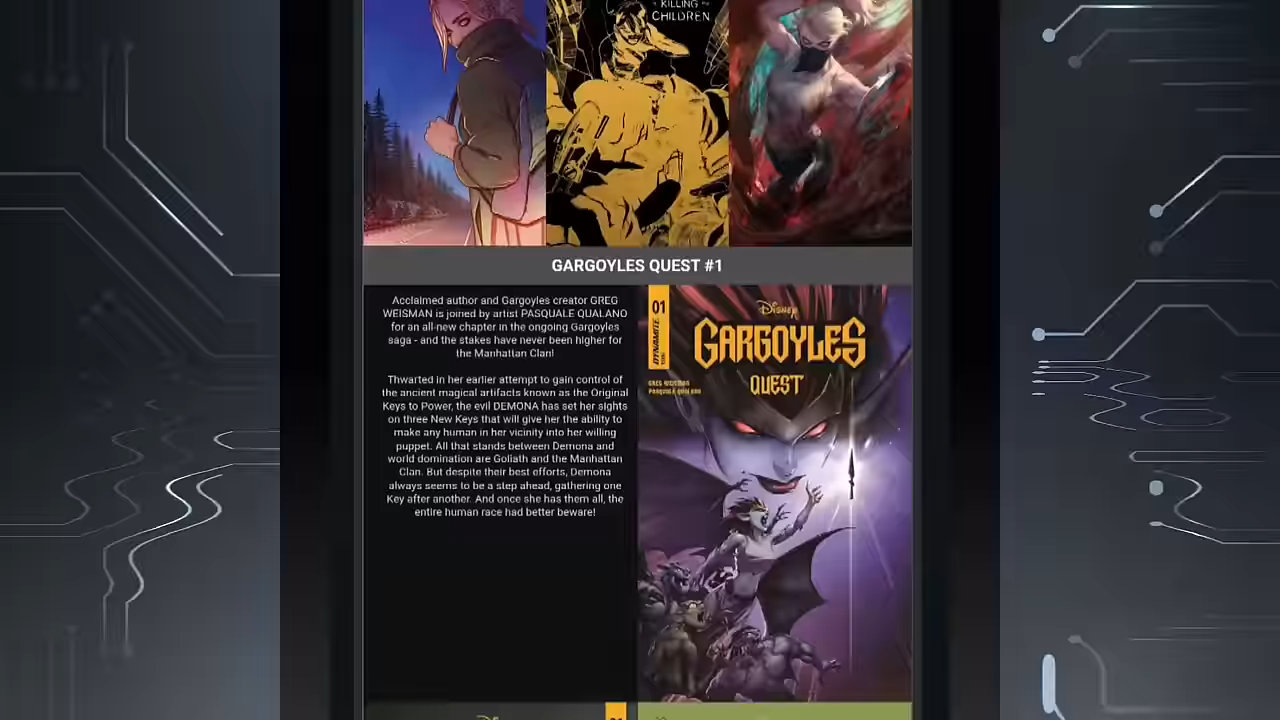 KILLING
CHILDREN
GARGOYLES QUEST #1
Acclaimed author and Gargoyles creator GREG
WEISMAN is joined by artist PASQUALE QUALANO
for an all-new chapter in the ongoing Gargoyles
saga - and the stakes have never been higher for
the Manhattan Clan!
Thwarted in her earlier attempt to gain control of
the ancient magical artifacts known as the Original
Keys to Power, the evil DEMONA has set her sights
on three New Keys that will give her the ability to
make any human in her vicinity into her willing
puppet. All that stands between Demona and
world domination are Goliath and the Manhattan
Clan. But despite their best efforts, Demona
always seems to be a step ahead, gathering one
Key after another. And once she has them all, the
entire human race had better beware!
01
DYNAMITE
DISNEY
GARGOYLES
QUEST
GREG WEISMAN
PASQUALE QUALANO